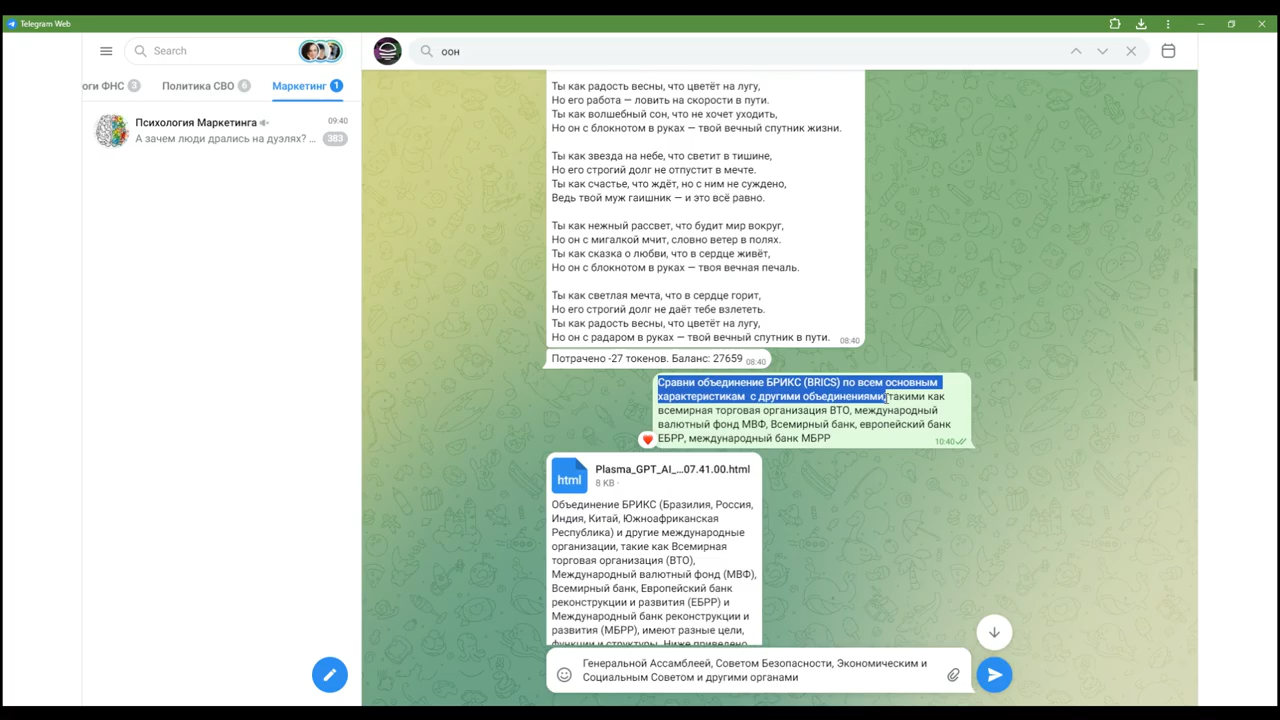 Telegram Web
Search
оон
оги ФНС 3
Политика СВО 6
Маркетинг 1
Психология Маркетинга
09:40
А зачем люди дрались на дуэлях? ...
383
Ты как радость весны, что цветёт на лугу,
Но его работа — ловить на скорости в пути.
Ты как волшебный сон, что не хочет уходить,
Но он с блокнотом в руках — твой вечный спутник жизни.
Ты как звезда на небе, что светит в тишине,
Но его строгий долг не отпустит в мечте.
Ты как счастье, что ждёт, но с ним не суждено,
Ведь твой муж гаишник — и это всё равно.
Ты как нежный рассвет, что будит мир вокруг,
Но он с мигалкой мчит, словно ветер в полях.
Ты как сказка о любви, что в сердце живёт,
Но он с блокнотом в руках — твоя вечная печаль.
Ты как светлая мечта, что в сердце горит,
Но его строгий долг не даёт тебе взлететь.
Ты как радость весны, что цветёт на лугу,
Но он с радаром в руках — твой вечный спутник в пути.
08:40
Потрачено -27 токенов. Баланс: 27659
08:40
Сравни объединение БРИКС (BRICS) по всем основным
характеристикам с другими объединениями, такими как
всемирная торговая организация ВТО, международный
валютный фонд МВФ, Всемирный банк, европейский банк
ЕБРР, международный банк МБРР
10:40
html
Plasma_GPT_AI_...07.41.00.html
8 KB ·
Объединение БРИКС (Бразилия, Россия,
Индия, Китай, Южноафриканская
Республика) и другие международные
организации, такие как Всемирная
торговая организация (ВТО),
Международный валютный фонд (МВФ),
Всемирный банк, Европейский банк
реконструкции и развития (ЕБРР) и
Международный банк реконструкции и
развития (МБРР), имеют разные цели,
функции и структуры. Ниже приведено
Генеральной Ассамблеей, Советом Безопасности, Экономическим и
Социальным Советом и другими органами